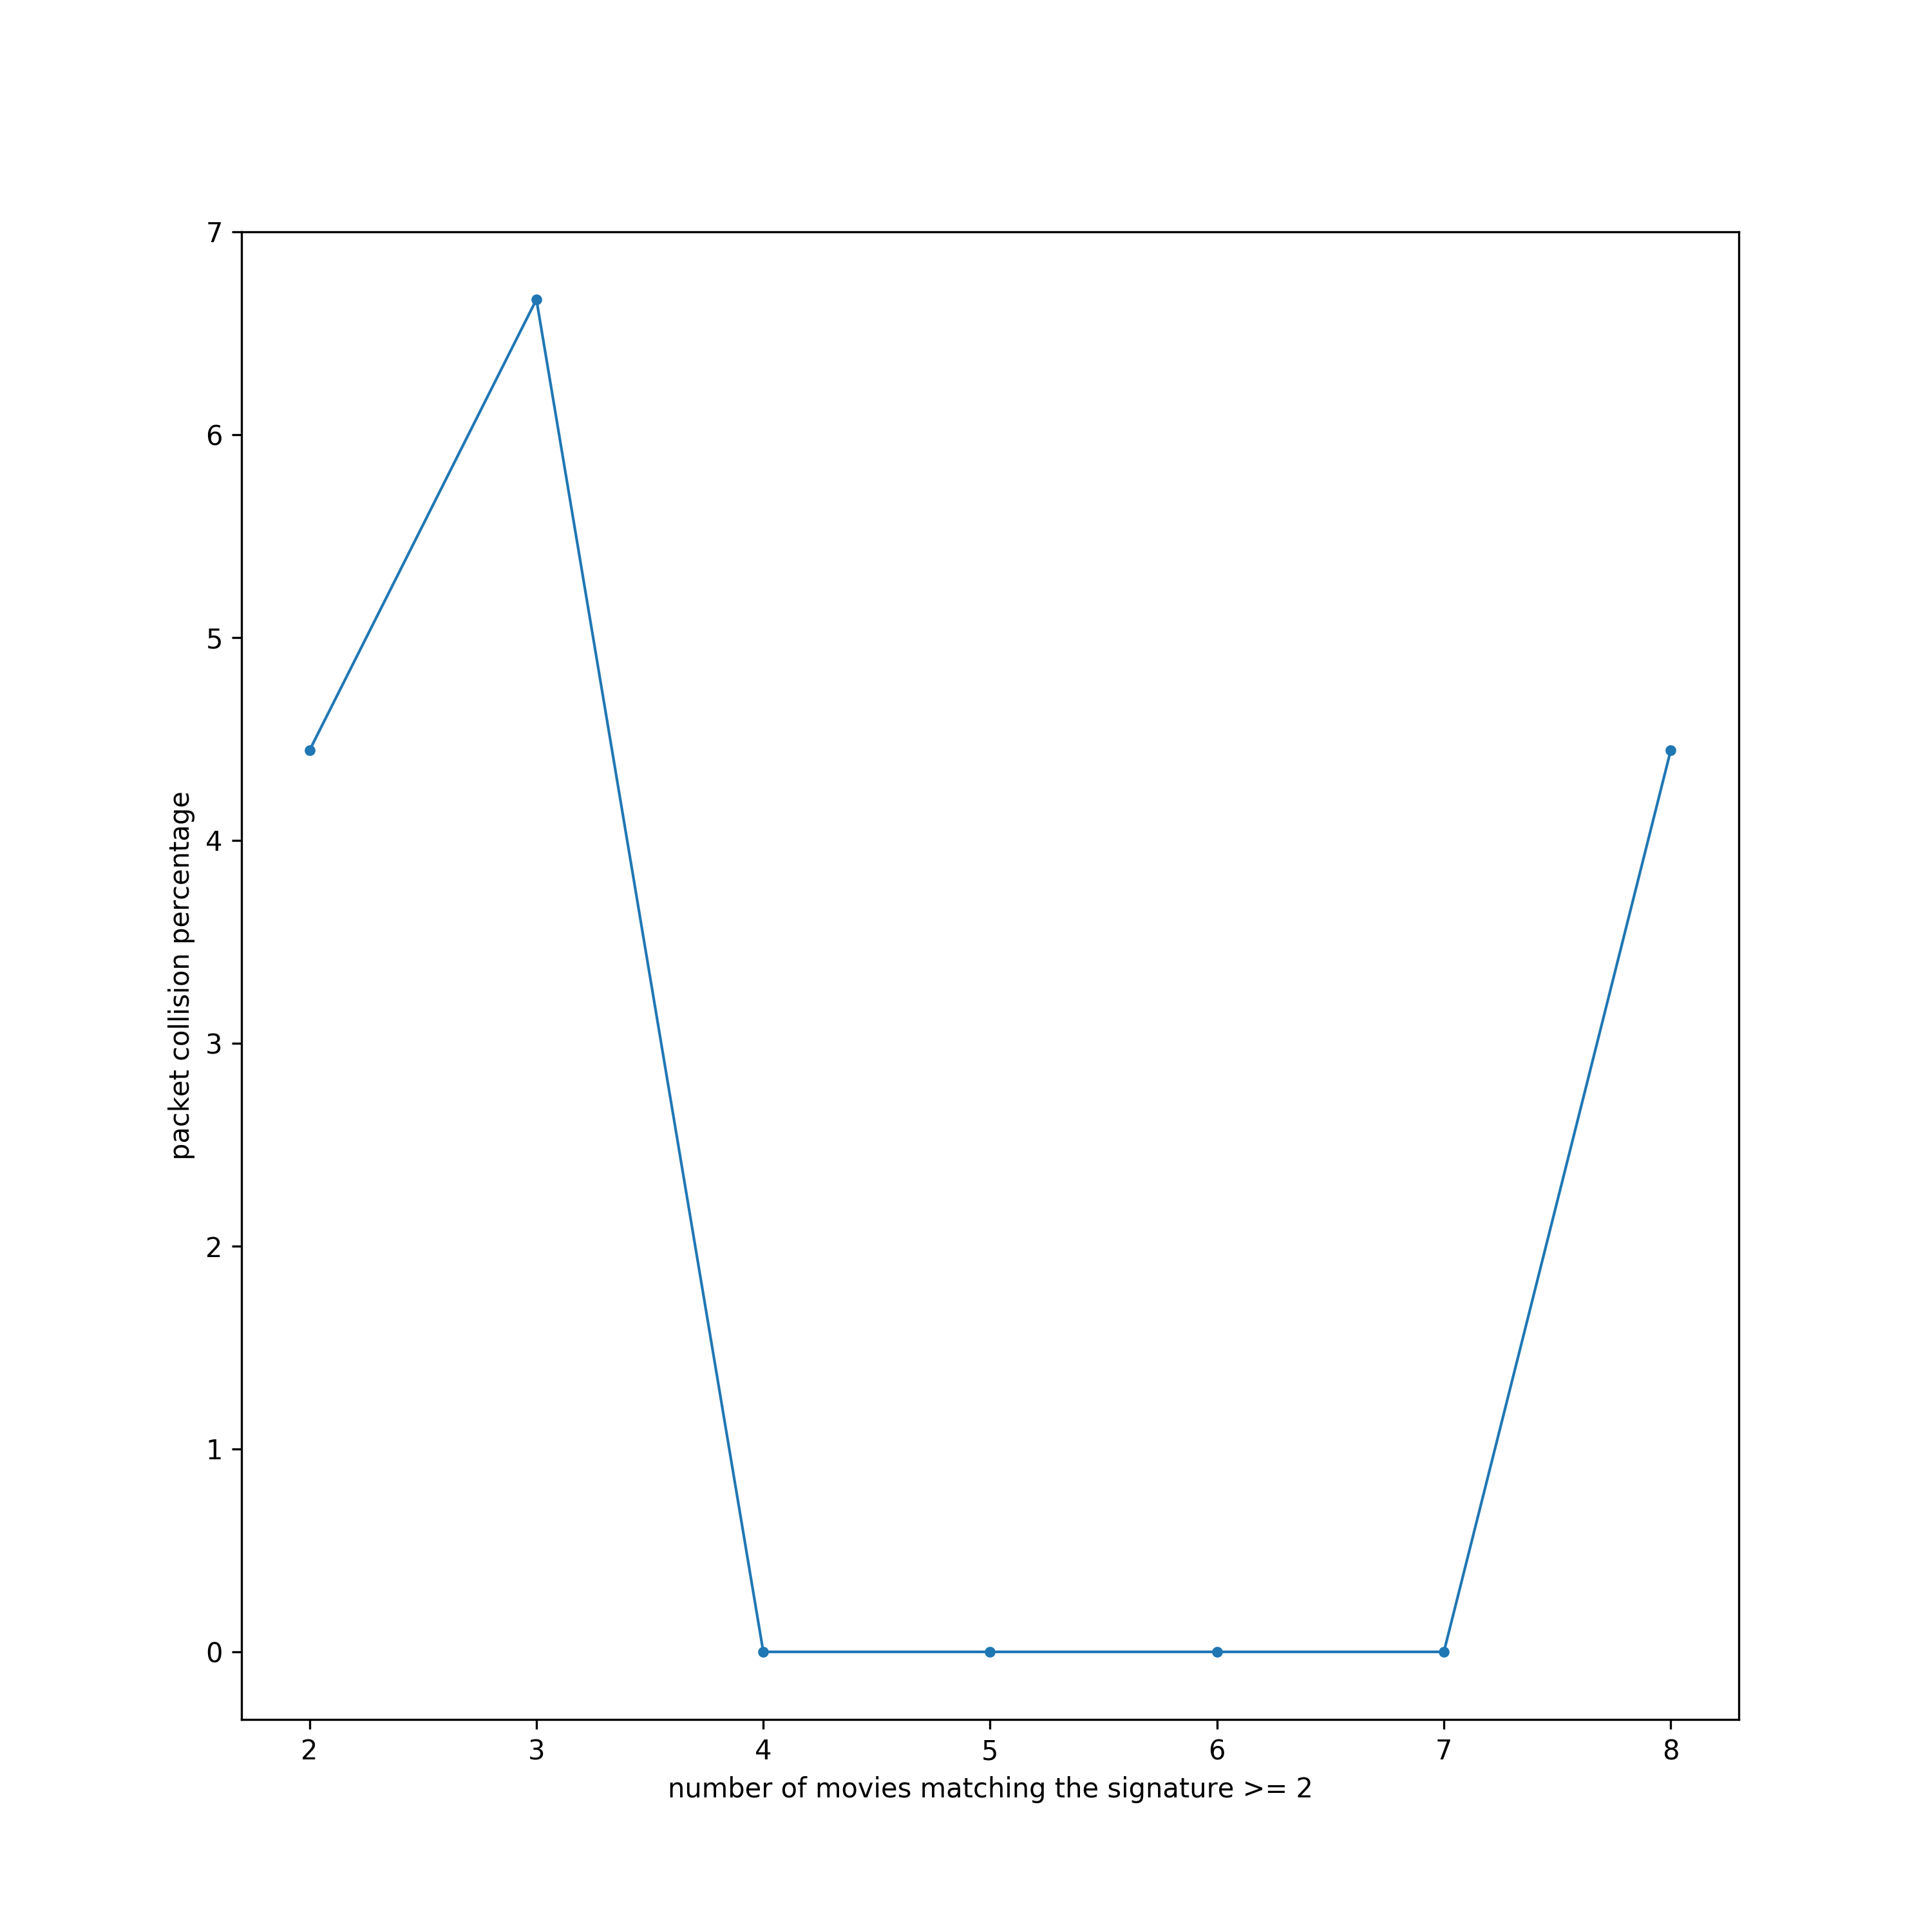 7
6
5
4
3
2
1
0
packet collision percentage
2 3 4 5 6 7 8
number of movies matching the signature >= 2